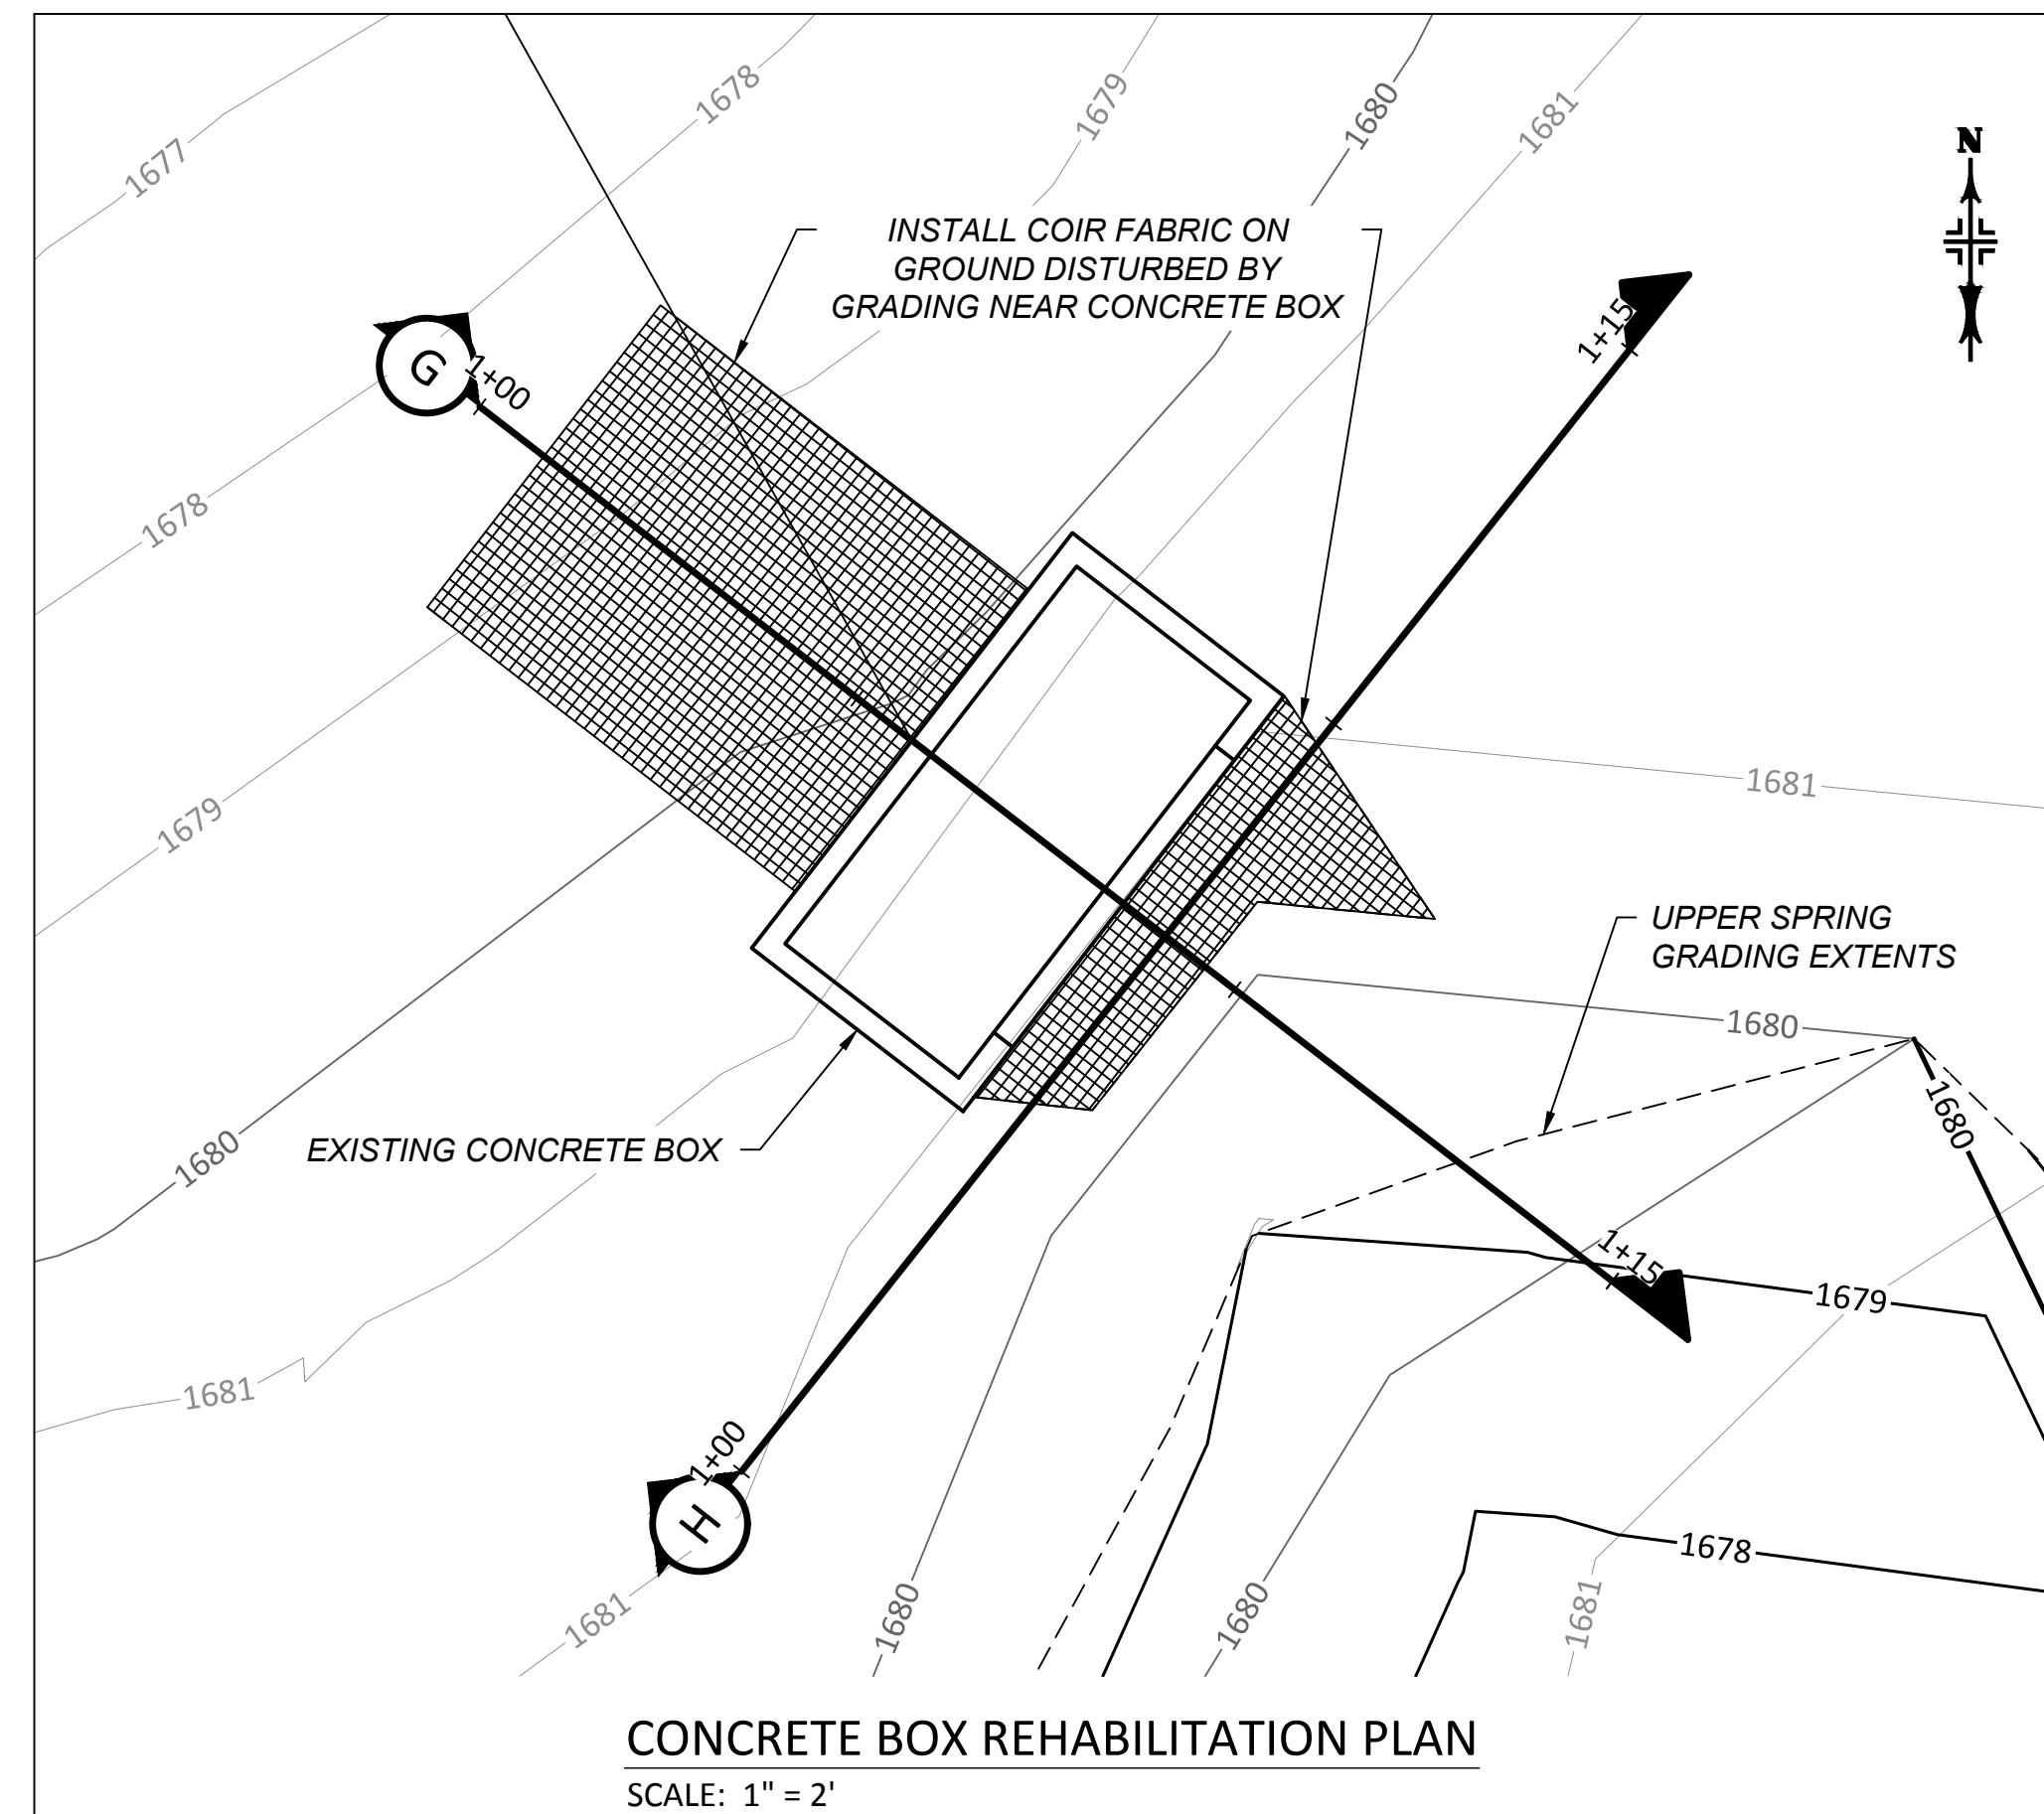 1677
1678
1679
1680
1681
N
INSTALL COIR FABRIC ON
GROUND DISTURBED BY
GRADING NEAR CONCRETE BOX
1+15
G
1+00
1678
1681
1679
UPPER SPRING
GRADING EXTENTS
1680
1680
EXISTING CONCRETE BOX
1680
1+15
1679
1681
1+00
H
1678
1681
1680
1680
1681
CONCRETE BOX REHABILITATION PLAN
SCALE: 1" = 2'